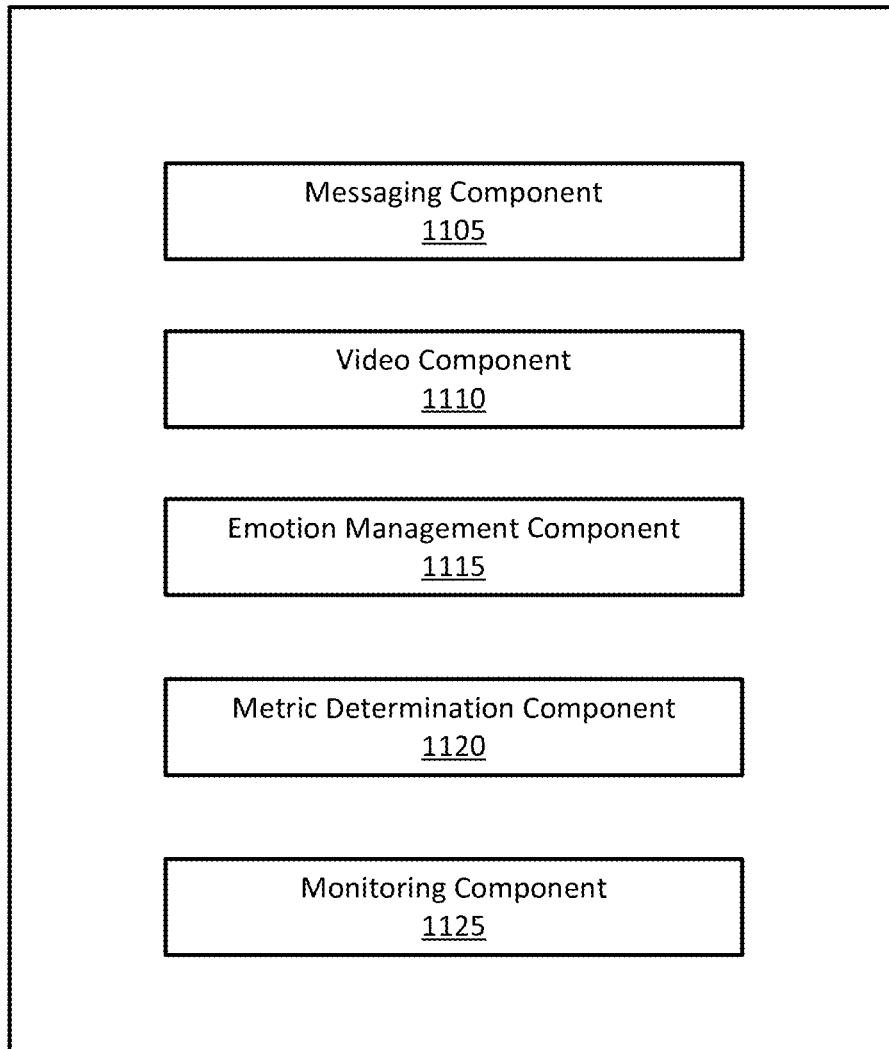 Messaging Component
1105
Video Component
1110
Emotion Management Component
1115
Metric Determination Component
1120
Monitoring Component
1125